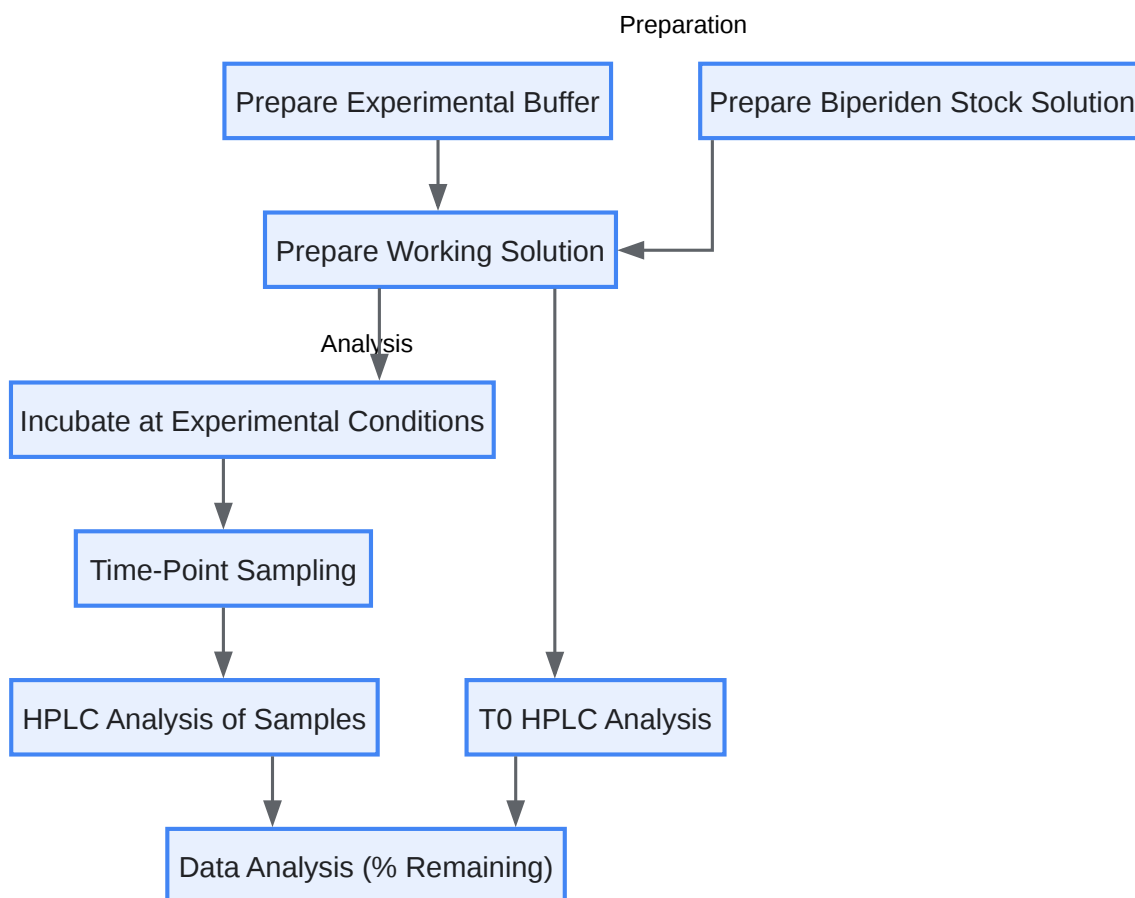 Preparation
Prepare Experimental Buffer
Prepare Biperiden Stock Solution
Prepare Working Solution
Analysis
Incubate at Experimental Conditions
Time-Point Sampling
HPLC Analysis of Samples
T0 HPLC Analysis
Data Analysis (% Remaining)